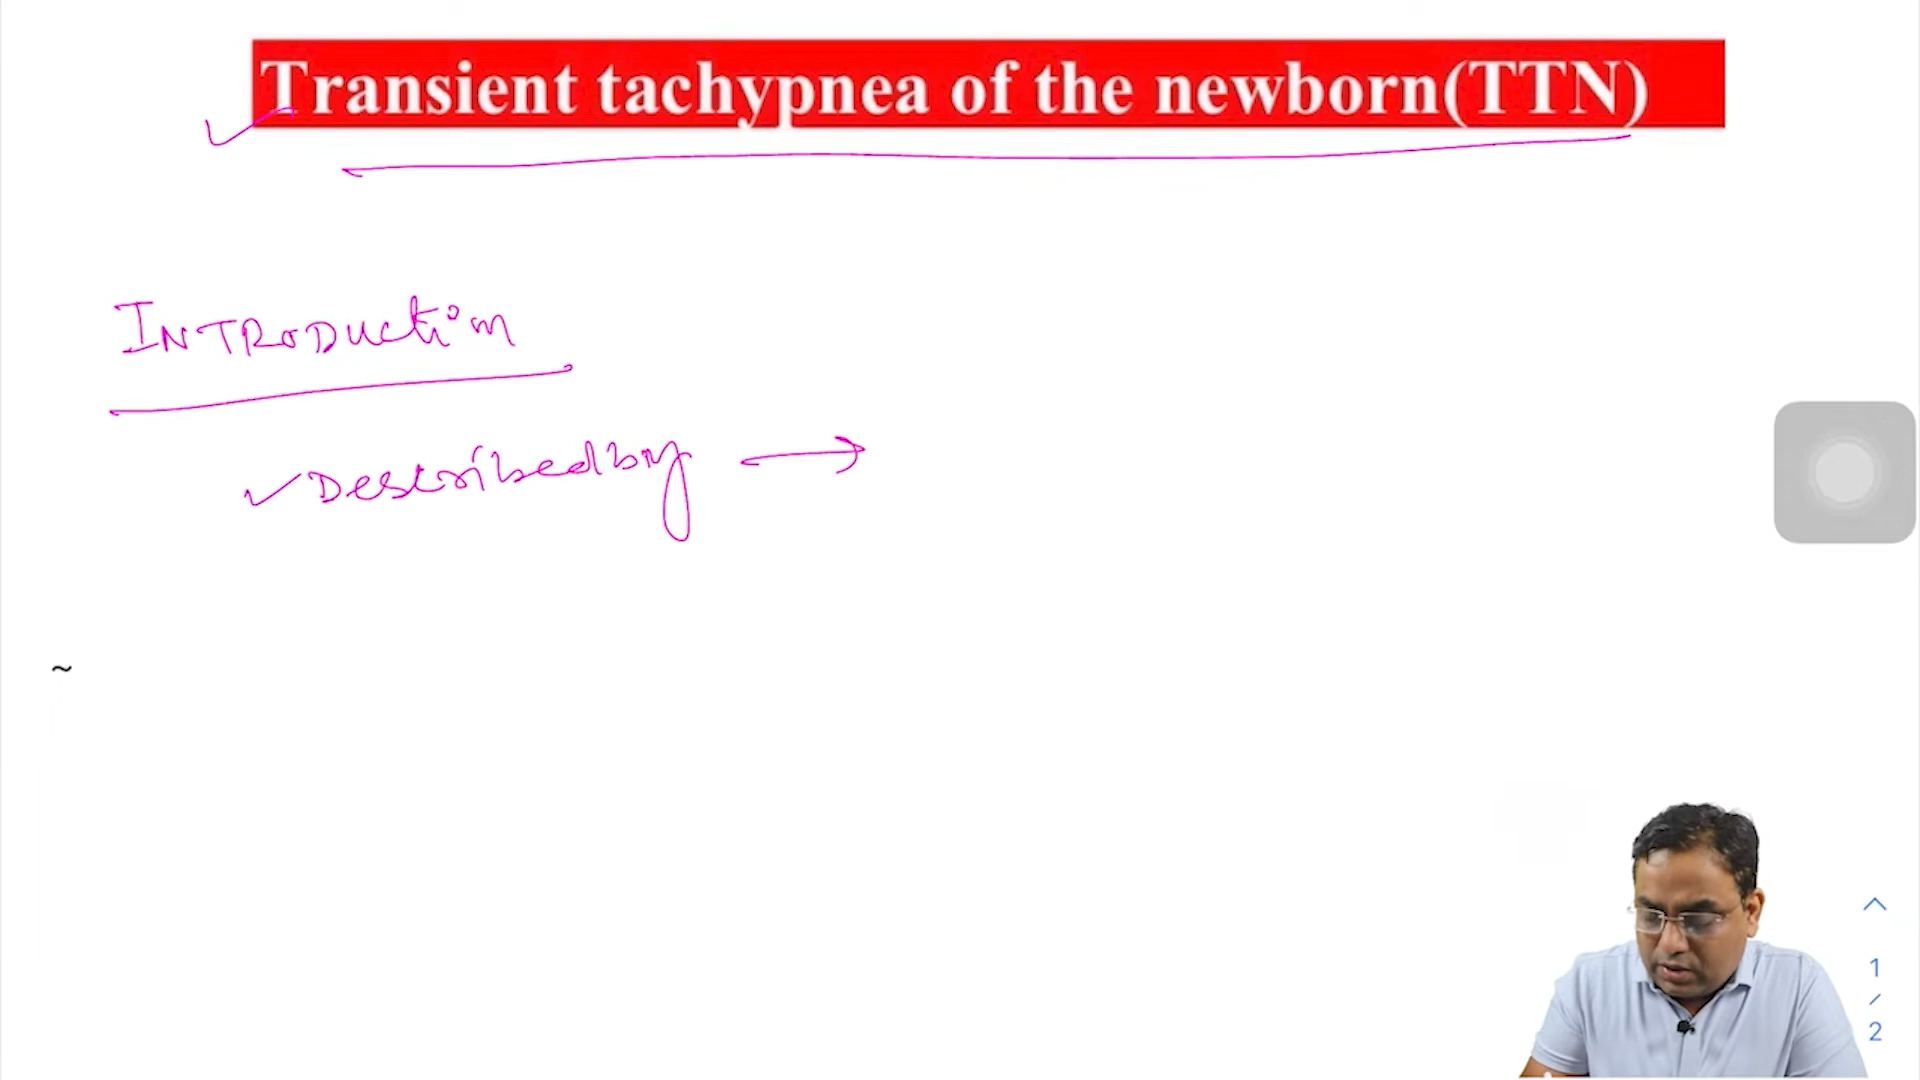 Transient tachypnea of the newborn(TTN)
INTRODUCtion
Described by →
~
1
/
2